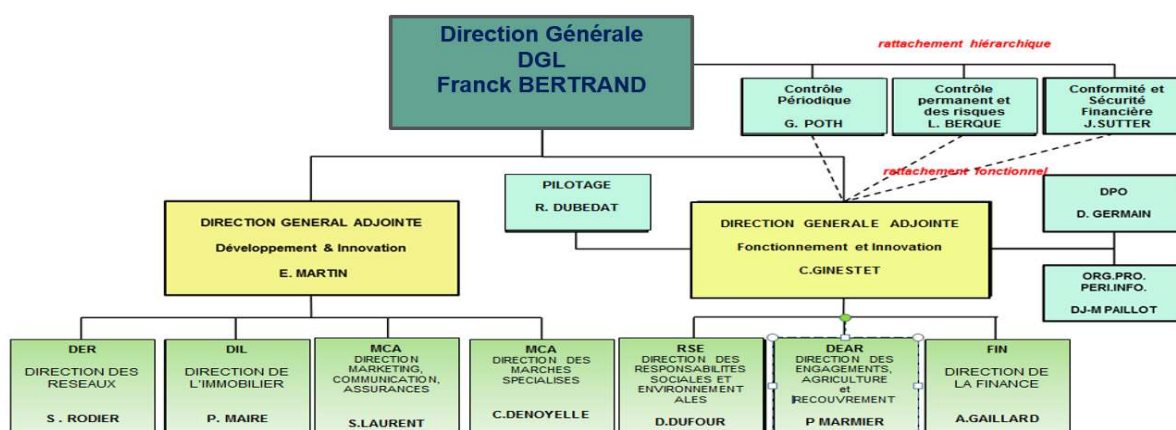 Direction Générale
DGL
Franck BERTRAND
rattachement hiérarchique
Contrôle
Périodique
G. POTH
Contrôle
permanent et
des risques
L. BERQUE
Conformité et
Sécurité
Financière
J.SUTTER
rattachement fonctionnel
PILOTAGE
R. DUBEDAT
DPO
D. GERMAIN
DIRECTION GENERAL ADJOINTE
Développement & Innovation
E. MARTIN
DIRECTION GENERALE ADJOINTE
Fonctionnement et Innovation
C.GINESTET
ORG.PRO.
PERI.INFO.
DJ-M PAILLOT
DER
DIRECTION DES
RESEAUX
S . RODIER
DIL
DIRECTION DE
L'IMMOBILIER
P. MAIRE
MCA
DIRECTION
MARKETING,
COMMUNICATION,
ASSURANCES
S.LAURENT
MCA
DIRECTION DES
MARCHES
SPECIALISES
C.DENOYELLE
RSE
DIRECTION DES
RESPONSABILITES
SOCIALES ET
ENVIRONNEMENT
ALES
D.DUFOUR
DEAR
DIRECTION DES
ENGAGEMENTS,
AGRICULTURE
et
RECOUVREMENT
P MARMIER
FIN
DIRECTION DE
LA FINANCE
A.GAILLARD